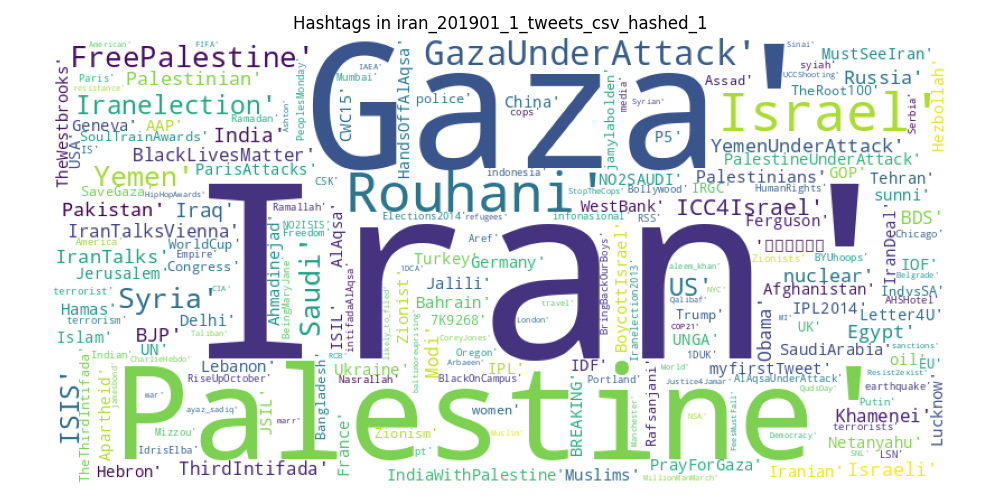 Hashtags in iran_201901_1_tweets_csv_hashed_1
FreePalestine'
Gaza'
GazaUnderAttack'
MustSeeIran'
American'
FIFA'
Sinai'
syiah'
UCCShooting'
Paris'
Palestinian'
resistance'
PeoplesMonday'
Mumbai'
IAEA'
HandsOffAlAqsa'
police'
China'
cops'
Syrian'
media'
jamylabolden'
Assad'
Russia'
TheRoot100'
Hezbollah'
TheWestbrooks'
Iranelection'
Ramadan'
Ashton'
CWC15'
P5'
Israel'
Serbia'
Geneva'
AAP'
USA'
IS'
SoulTrainAwards'
India'
YemenUnderAttack'
BlackLivesMatter'
PalestineUnderAttack'
Yemen'
ParisAttacks'
CSK'
indonesia'
NO2SAUDI'
Palestinians'
GOP'
Tehran'
SaveGaza'
HipHopAwards'
Rouhani'
StopTheCops'
Bollywood'
IRGC'
HumanRights'
sunni'
Pakistan'
Iraq'
Ramallah'
Elections2014'
refugees'
infonasional'
WestBank'
RSS'
ICC4Israel'
Ferguson'
BDS'
NO2ISIS'
Freedom'
AlAqsa'
Iran'
IranTalksVienna'
America'
WorldCup'
Empire'
Aref'
BringBackOurBoys'
Zionists'
BYUhoops'
IranDeal'
Chicago'
IranTalks'
Jerusalem'
Congress'
Ahmadinejad'
Saudi'
intifadaAlAqsa'
1DCA'
Turkey'
Germany'
BoycottIsrael'
aleem_khan'
nuclear'
IOF'
Belgrade'
terrorist'
CIA'
BeingMaryJane'
Zionist'
Jalili'
US'
NYC'
Afghanistan'
IndvsSA'
Syria'
Hamas'
Bahrain'
travel'
Qalibaf'
Trump'
IPL2014'
AHSHotel'
Letter4U'
terrorism'
Delhi'
ISIL'
7K9268'
London'
Iranelection2013'
COP21'
MI'
UK'
Egypt'
Islam'
BJP'
Taliban'
likely_to_filed'
Modi'
CoreyJones'
UNGA'
Obama'
SaudiArabia'
sanctions'
UN'
RCB'
Oregon'
1DUK'
Indian'
CharlieHebdo'
Lebanon'
Ukraine'
Arbaeen'
IPL'
IDF'
World'
myfirstTweet'
oil'
EU'
ISIS'
TheThirdIntifada'
Apartheid'
jamesbond'
RiseUpOctober'
Nasrallah'
baltimoreuprising'
BlackOnCampus'
Portland'
Justice4Jamar'
AlAqsaUnderAttack'
ResistZexist'
QudsDay'
earthquake'
Palestine'
war'
ayaz_sadiq'
JSIL'
marr'
Bangladesh'
women'
BREAKING'
Manchester'
Rafsanjani'
NSA'
FeesMustFall'
Putin'
Khamenei'
Lucknow'
Mizzou'
IdrisElba'
France'
Zionism'
Muslim'
Democracy'
terrorists'
Netanyahu'
SNL'
LSN'
Hebron'
ThirdIntifada'
pt'
IndiaWithPalestine'
Muslims'
PrayForGaza'
MillionManMarch'
Iranian'
Israeli'